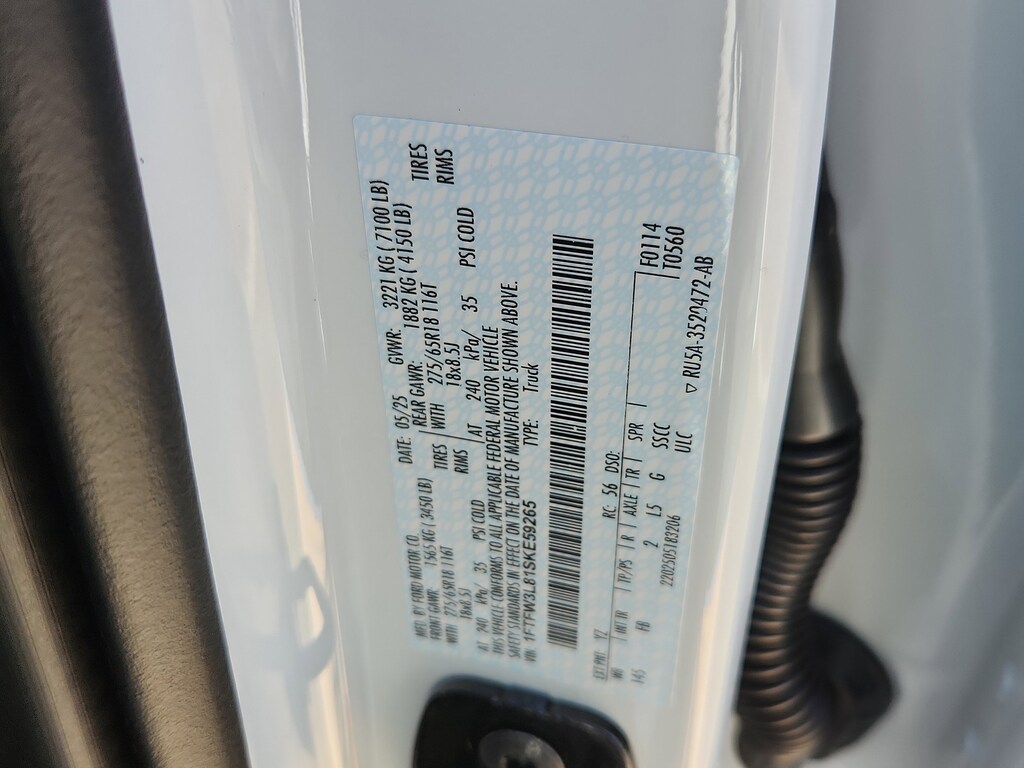 MFD. BY FORD MOTOR CO. DATE: 05/25 GVWR: 3221 KG ( 7100 LB)
FRONT GAWR: 1565 KG ( 3450 LB) REAR GAWR: 1882 KG ( 4150 LB)
WITH 275/65R18 116T TIRES WITH 275/65R18 116T TIRES
18x8.5J RIMS 18x8.5J RIMS
AT 240 kPa/ 35 PSI COLD AT 240 kPa/ 35 PSI COLD
THIS VEHICLE CONFORMS TO ALL APPLICABLE FEDERAL MOTOR VEHICLE
SAFETY STANDARDS IN EFFECT ON THE DATE OF MANUFACTURE SHOWN ABOVE.
VIN: 1FTFW3L81SKE59265 TYPE: Truck
EXT PNT: YZ RC: 56 DSO:
WB INT TR TP/PS R AXLE TR SPR F0114
145 FB 2 L5 G SSCC T0560
2202505183206 ULC
▽ RU5A-3520472-AB